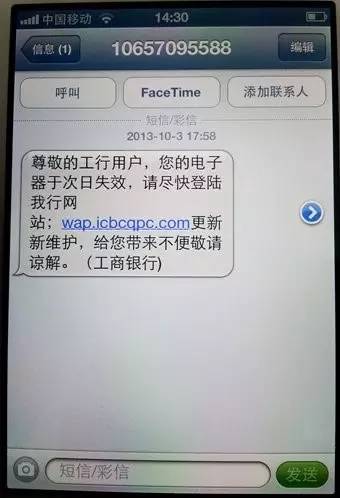 中国移动 14:30
信息 (1) 10657095588 编辑
呼叫 FaceTime 添加联系人
短信/彩信
2013-10-3 17:58
尊敬的工行用户，您的电子
器于次日失效，请尽快登陆
我行网
站；wap.icbcqpc.com更新
新维护，给您带来不便敬请
谅解。（工商银行)
短信/彩信 发送